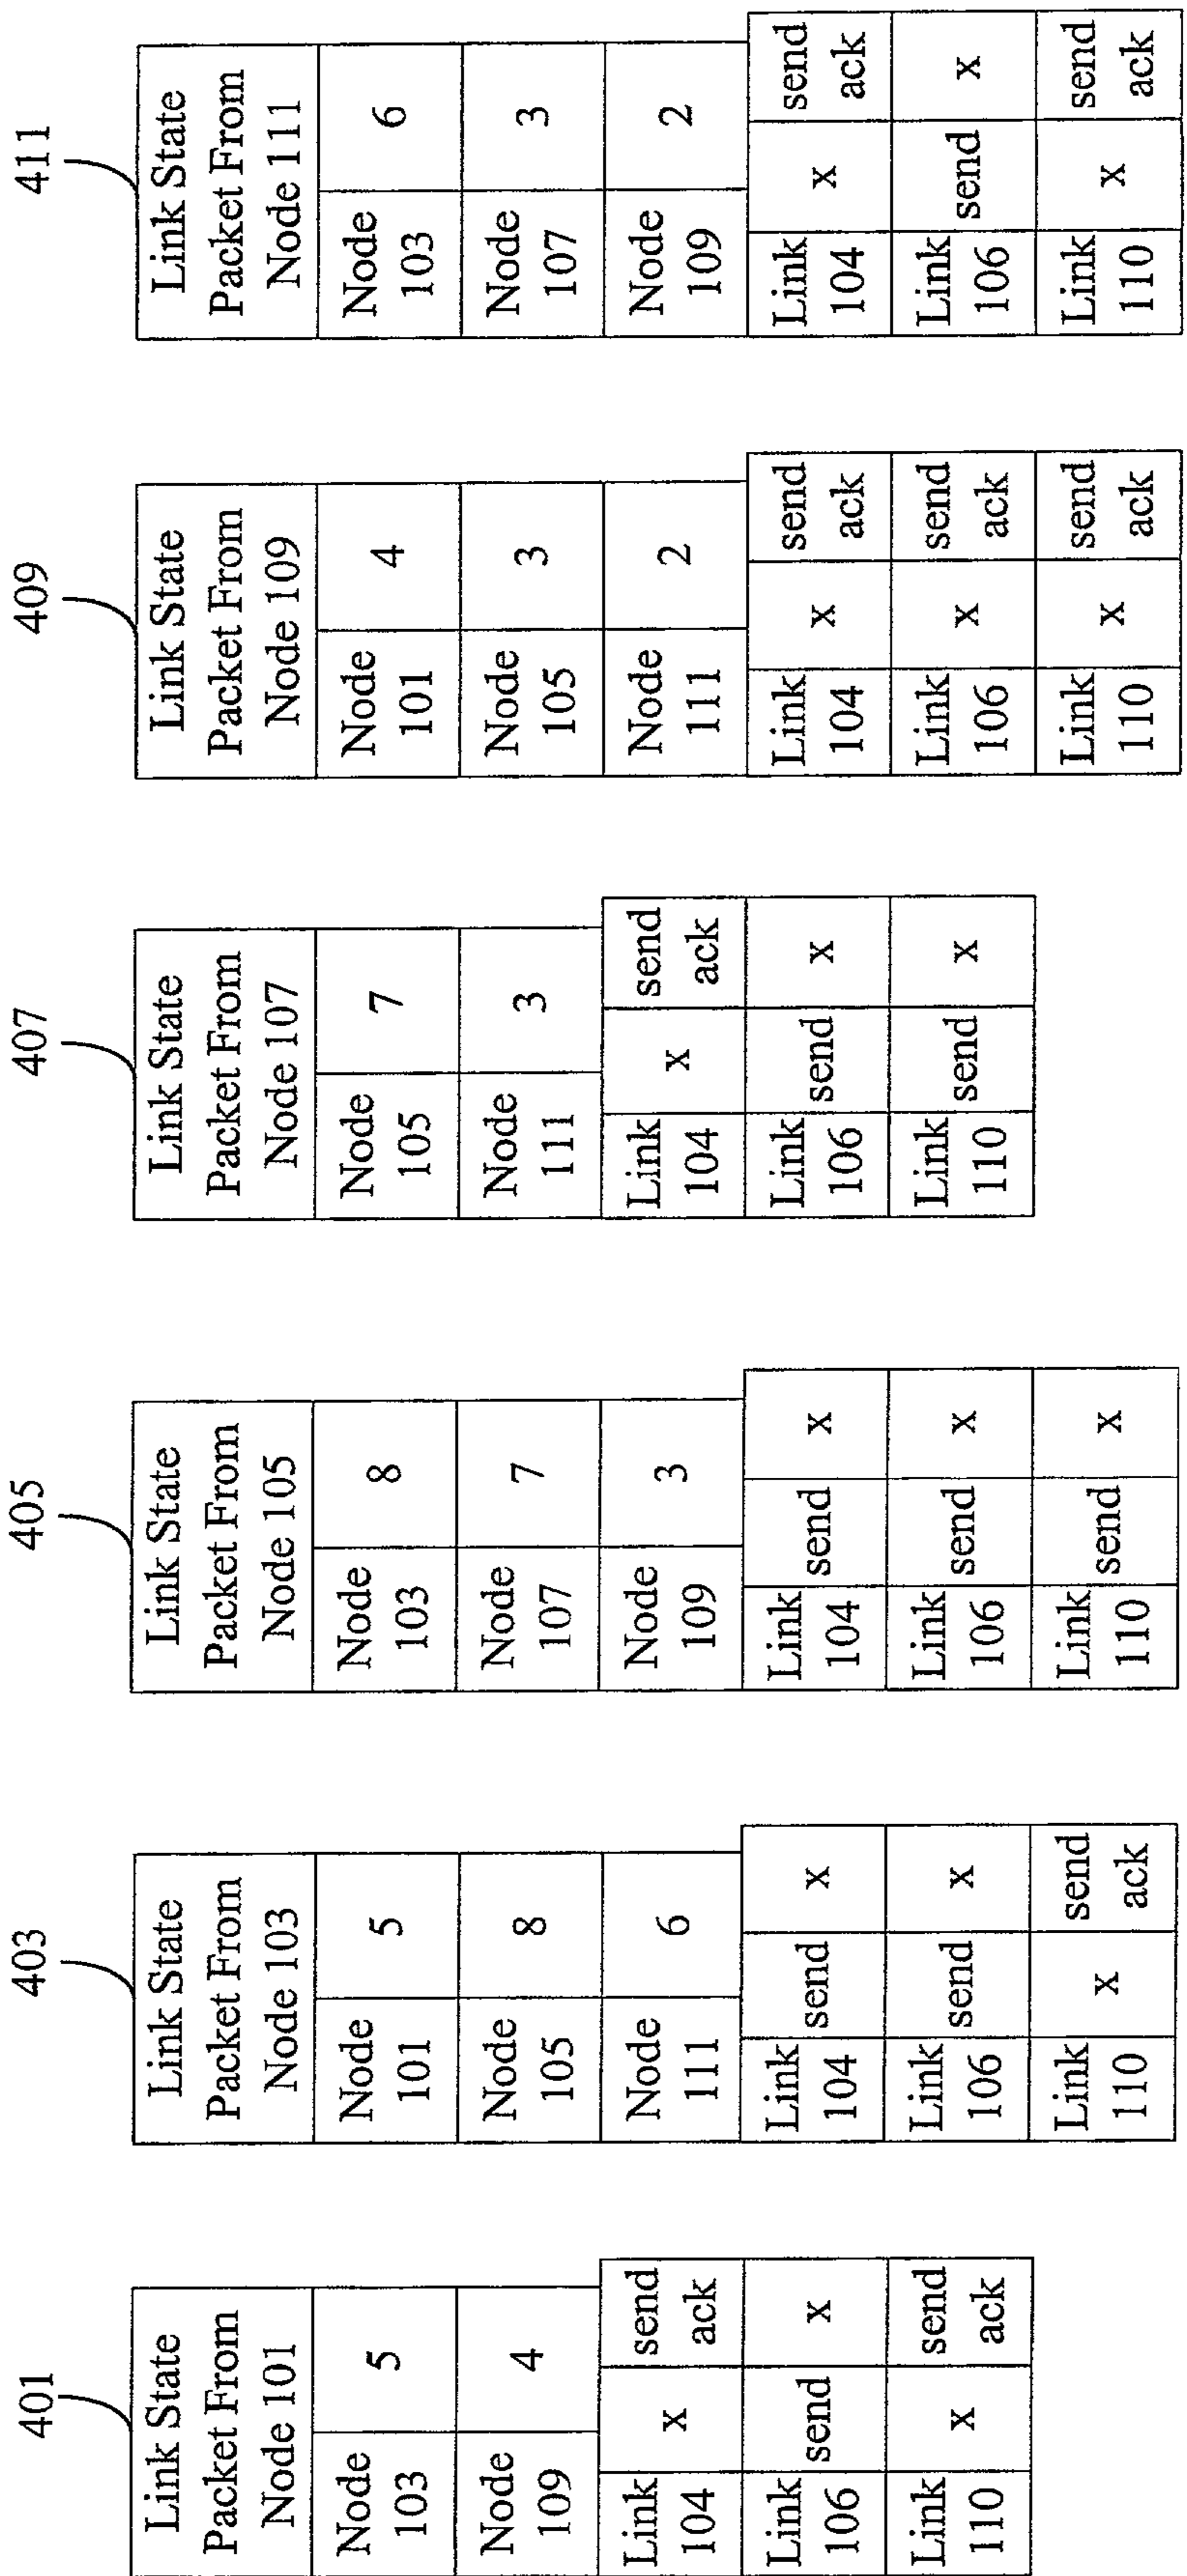 401
Link State
Packet From
Node 101
Node
103
5
Node
109
4
Link
104
x
send
ack
Link
106
send
x
Link
110
x
send
ack
403
Link State
Packet From
Node 103
Node
101
5
Node
105
8
Node
111
6
Link
104
send
x
Link
106
send
x
Link
110
x
send
ack
405
Link State
Packet From
Node 105
Node
103
8
Node
107
7
Node
109
3
Link
104
send
x
Link
106
send
x
Link
110
send
x
407
Link State
Packet From
Node 107
Node
105
7
Node
111
3
Link
104
x
send
ack
Link
106
send
x
Link
110
send
x
409
Link State
Packet From
Node 109
Node
101
4
Node
105
3
Node
111
2
Link
104
x
send
ack
Link
106
x
send
ack
Link
110
x
send
ack
411
Link State
Packet From
Node 111
Node
103
6
Node
107
3
Node
109
2
Link
104
x
send
ack
Link
106
send
x
Link
110
x
send
ack